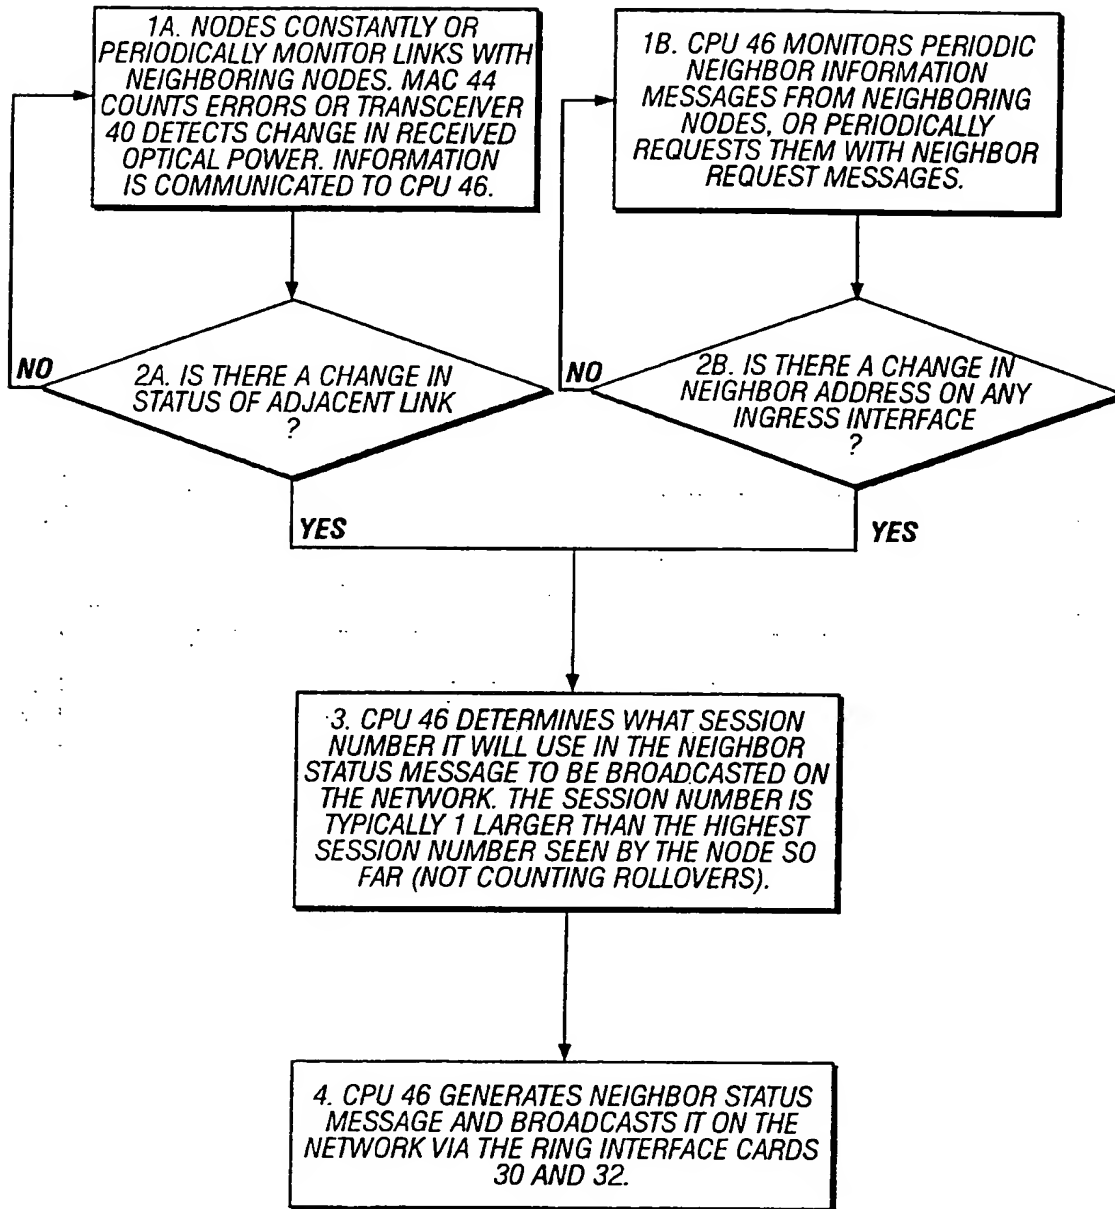 1A. NODES CONSTANTLY OR
PERIODICALLY MONITOR LINKS WITH
NEIGHBORING NODES. MAC 44
COUNTS ERRORS OR TRANSCEIVER
40 DETECTS CHANGE IN RECEIVED
OPTICAL POWER. INFORMATION
IS COMMUNICATED TO CPU 46.
1B. CPU 46 MONITORS PERIODIC
NEIGHBOR INFORMATION
MESSAGES FROM NEIGHBORING
NODES, OR PERIODICALLY
REQUESTS THEM WITH NEIGHBOR
REQUEST MESSAGES.
NO
2A. IS THERE A CHANGE IN
STATUS OF ADJACENT LINK
?
NO
2B. IS THERE A CHANGE IN
NEIGHBOR ADDRESS ON ANY
INGRESS INTERFACE
?
YES
YES
3. CPU 46 DETERMINES WHAT SESSION
NUMBER IT WILL USE IN THE NEIGHBOR
STATUS MESSAGE TO BE BROADCASTED ON
THE NETWORK. THE SESSION NUMBER IS
TYPICALLY 1 LARGER THAN THE HIGHEST
SESSION NUMBER SEEN BY THE NODE SO
FAR (NOT COUNTING ROLLOVERS).
4. CPU 46 GENERATES NEIGHBOR STATUS
MESSAGE AND BROADCASTS IT ON THE
NETWORK VIA THE RING INTERFACE CARDS
30 AND 32.